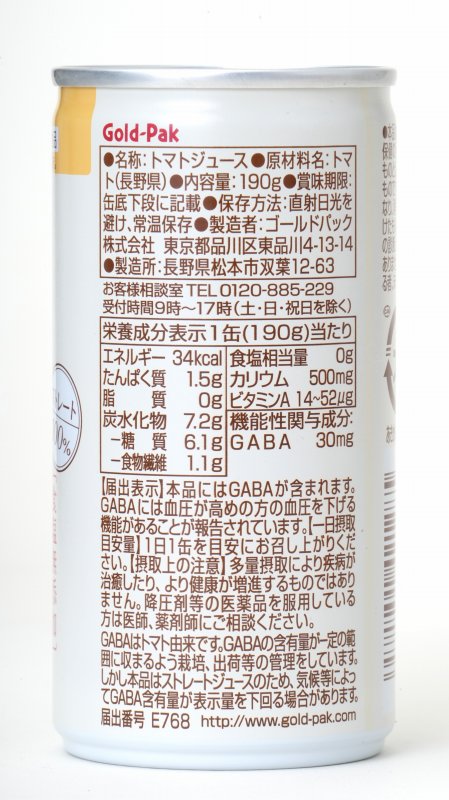 Gold-Pak
●名称:トマトジュース●原材料名:トマ
ト(長野県)●内容量:190g●賞味期限:
缶底下段に記載●保存方法:直射日光を
避け、常温保存●製造者:ゴールドパック
株式会社 東京都品川区東品川4-13-14
●製造所:長野県松本市双葉12-63
お客様相談室TEL0120-885-229
受付時間9時~17時(土・日・祝日を除く)
栄養成分表示1缶(190g)当たり
エネルギー 34kcal
たんぱく質 1.5g
脂質 0g
炭水化物 7.2g
-糖質 6.1g
-食物繊維 1.1g
食塩相当量 0g
カリウム 500mg
ビタミンA 14~52μg
機能性関与成分:
GABA 30mg
【届出表示】本品にはGABAが含まれます。
GABAには血圧が高めの方の血圧を下げる
機能があることが報告されています。【一日摂取
目安量】1日1缶を目安にお召し上がりくだ
さい。【摂取上の注意】多量摂取により疾病が
治癒したり、より健康が増進するものではあり
ません。降圧剤等の医薬品を服用している
方は医師、薬剤師にご相談ください。
GABAはトマト由来です。GABAの含有量が一定の範
囲に収まるよう栽培、出荷等の管理をしています。
しかし本品はストレートジュースのため、気候等によっ
てGABA含有量が表示量を下回る場合があります。
届出番号 E768 http://www.gold-pak.com
レート
0%